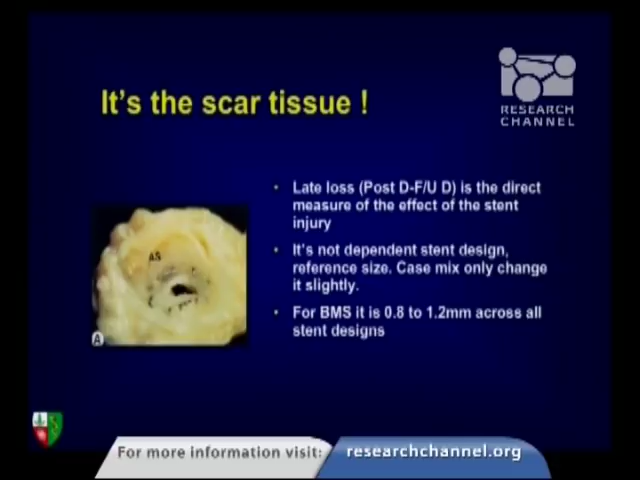 It's the scar tissue !
RESEARCH
CHANNEL
• Late loss (Post D-F/U D) is the direct
measure of the effect of the stent
injury
• It's not dependent stent design,
reference size. Case mix only change
it slightly.
• For BMS it is 0.8 to 1.2mm across all
stent designs
AS
A
For more information visit: researchchannel.org